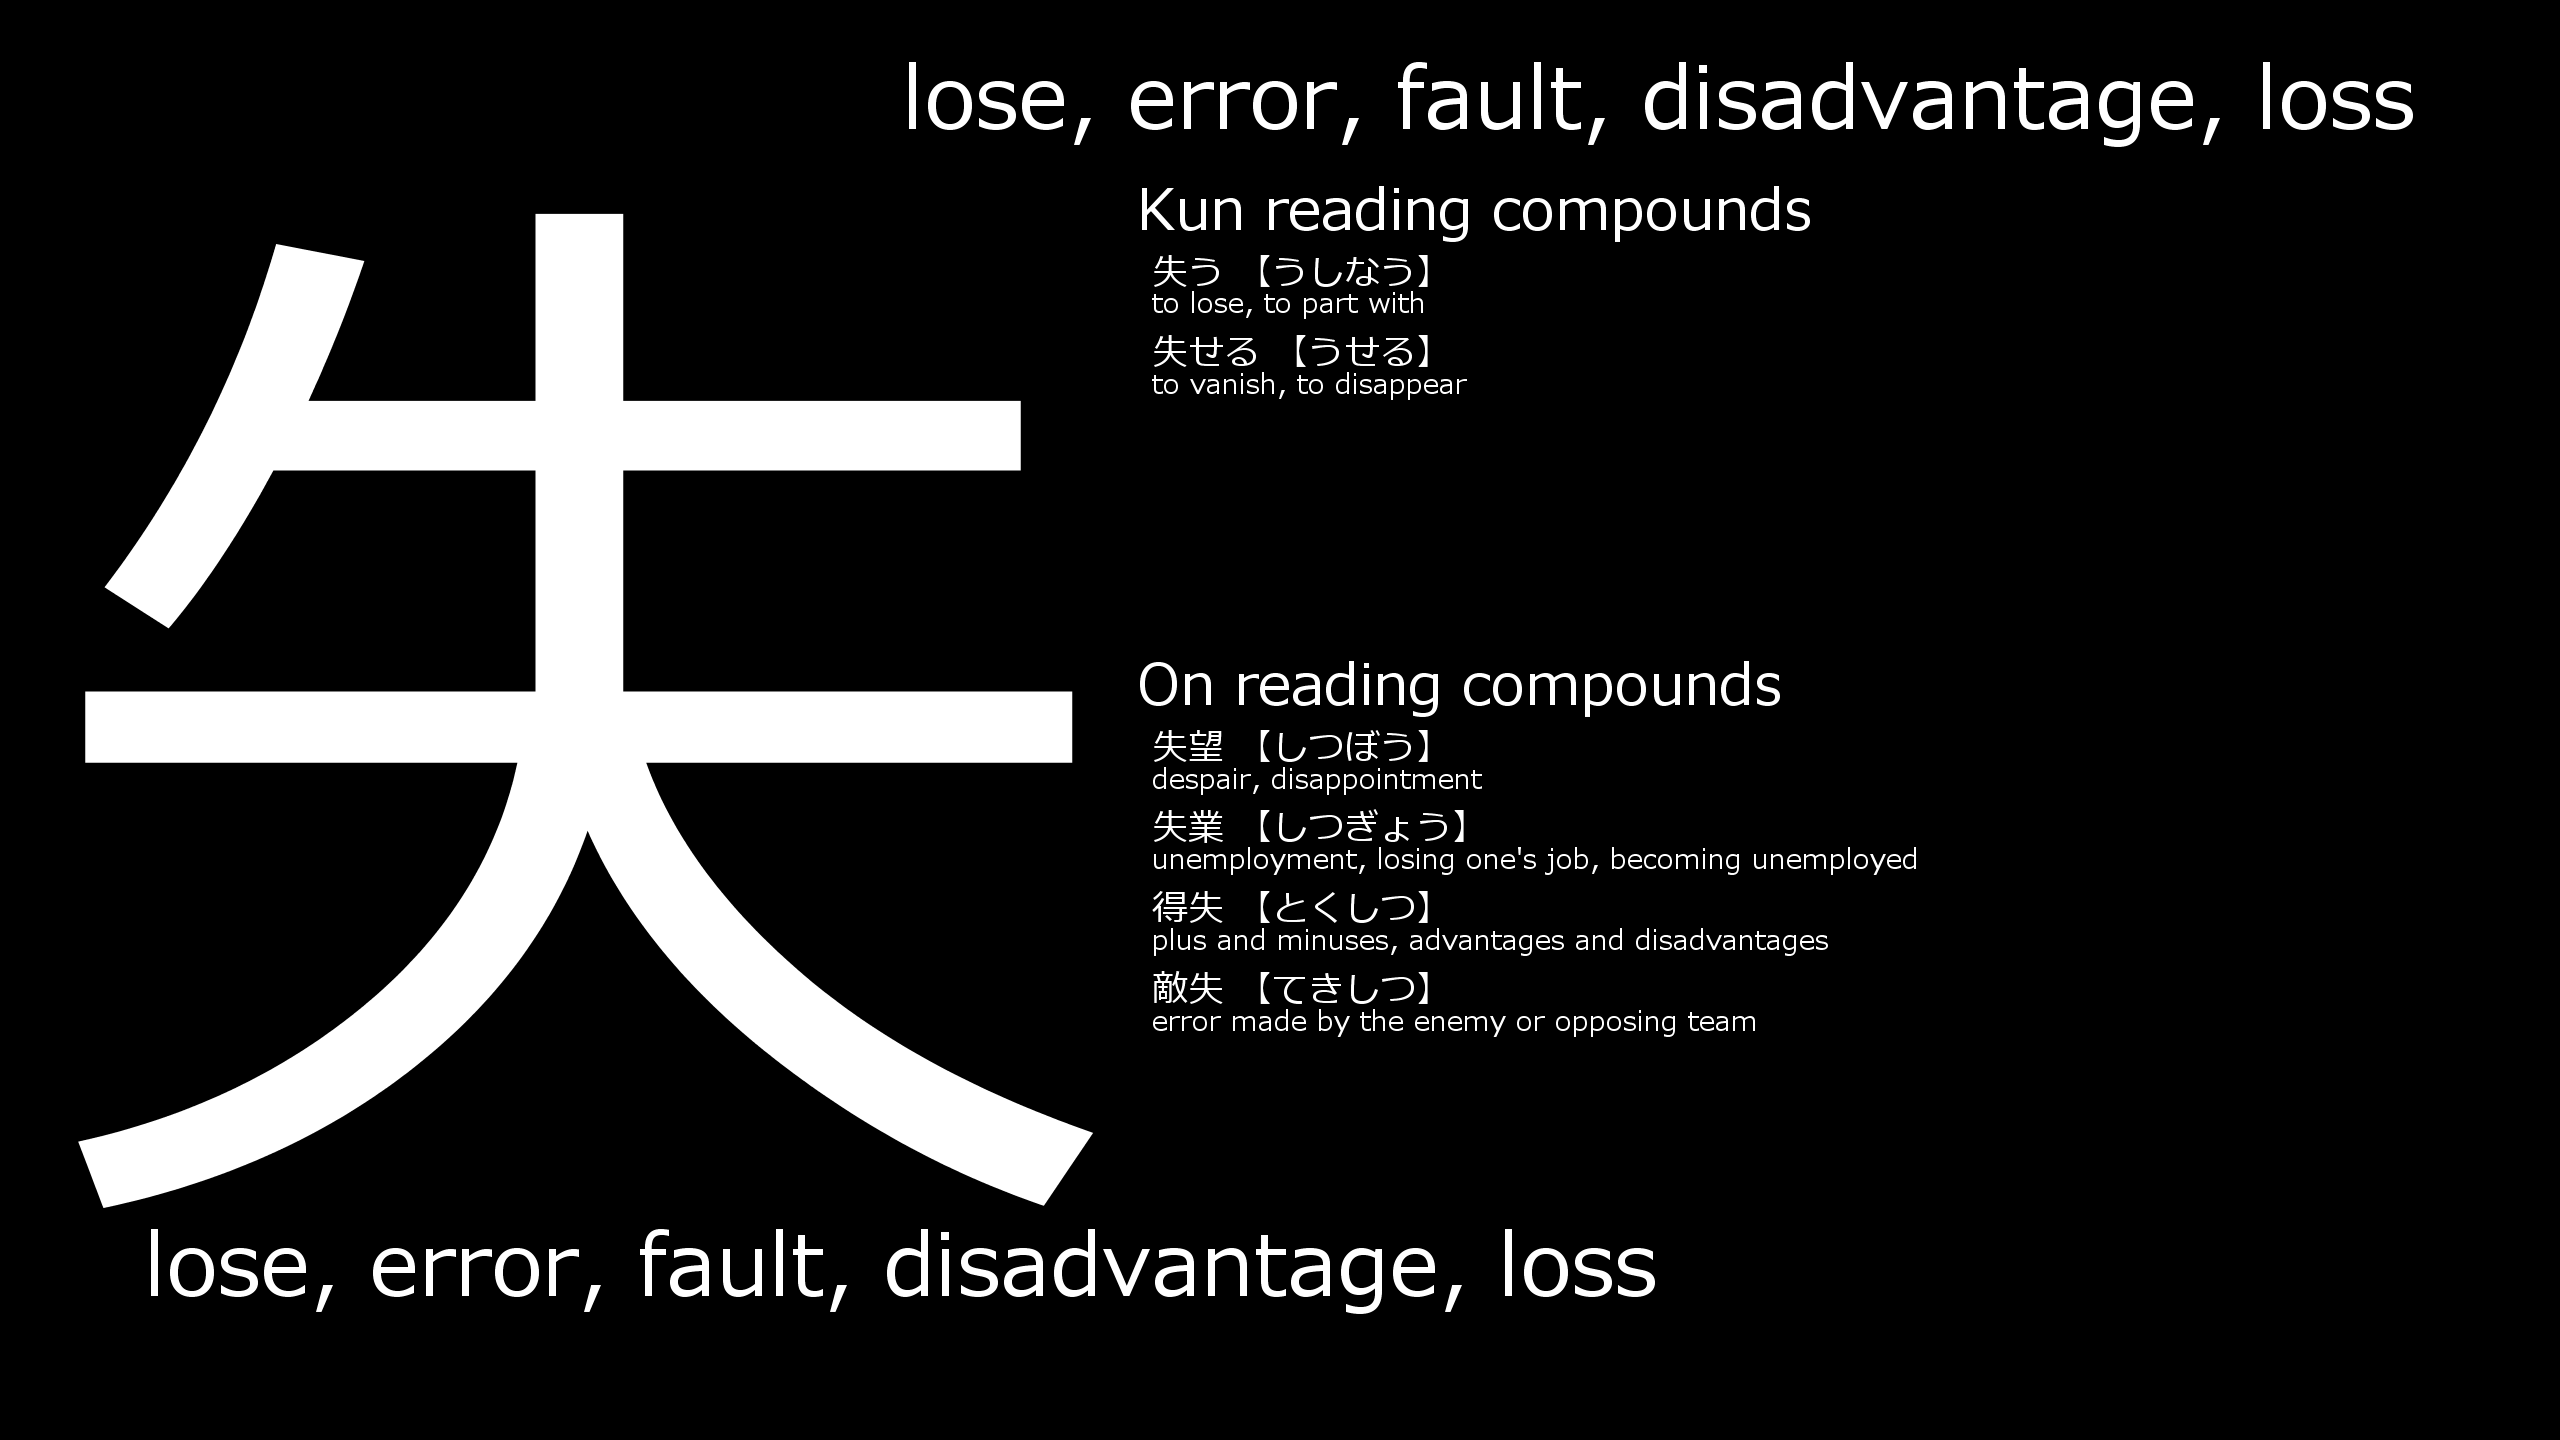 lose, error, fault, disadvantage, loss
失
Kun reading compounds
失う 【うしなう】
to lose, to part with
失せる 【うせる】
to vanish, to disappear
On reading compounds
失望 【しつぼう】
despair, disappointment
失業 【しつぎょう】
unemployment, losing one's job, becoming unemployed
得失 【とくしつ】
plus and minuses, advantages and disadvantages
敵失 【てきしつ】
error made by the enemy or opposing team
lose, error, fault, disadvantage, loss